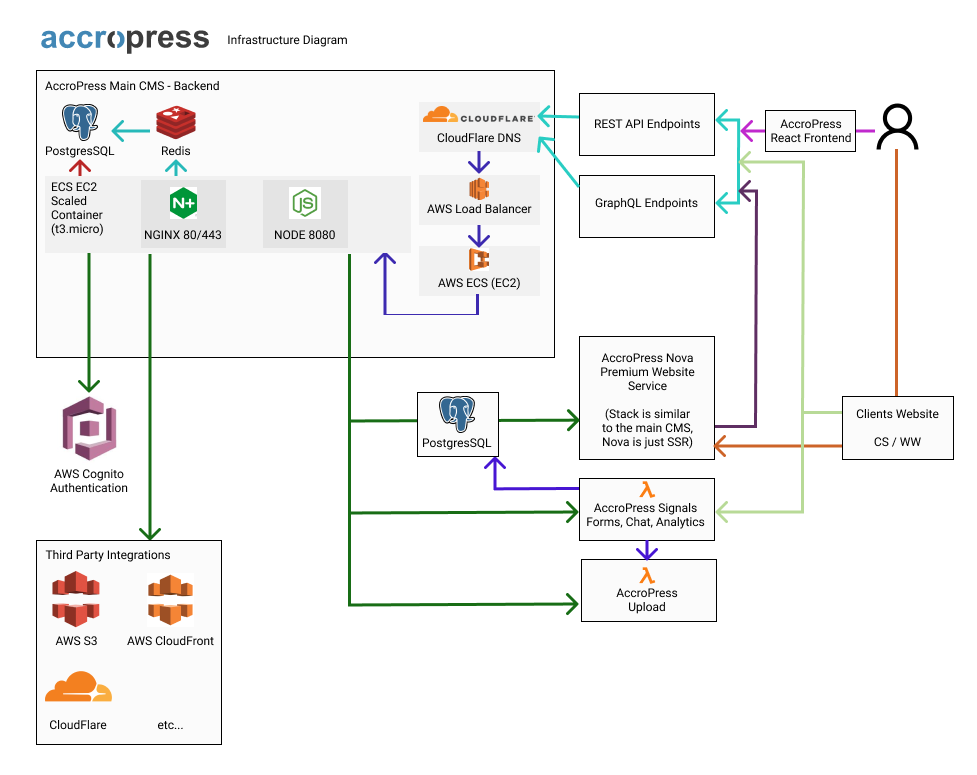 accropress
Infrastructure Diagram
AccroPress Main CMS - Backend
PostgresSQL
Redis
CLOUDFLARE
CloudFlare DNS
REST API Endpoints
AccroPress
React Frontend
ECS EC2
Scaled
Container
(t3.micro)
N+
NGINX 80/443
JS
NODE 8080
AWS Load Balancer
GraphQL Endpoints
AWS ECS (EC2)
AccroPress Nova
Premium Website
Service
(Stack is similar
to the main CMS,
Nova is just SSR)
Clients Website
CS / WW
PostgresSQL
AWS Cognito
Authentication
λ
AccroPress Signals
Forms, Chat, Analytics
λ
AccroPress
Upload
Third Party Integrations
AWS S3
AWS CloudFront
CloudFlare
etc...